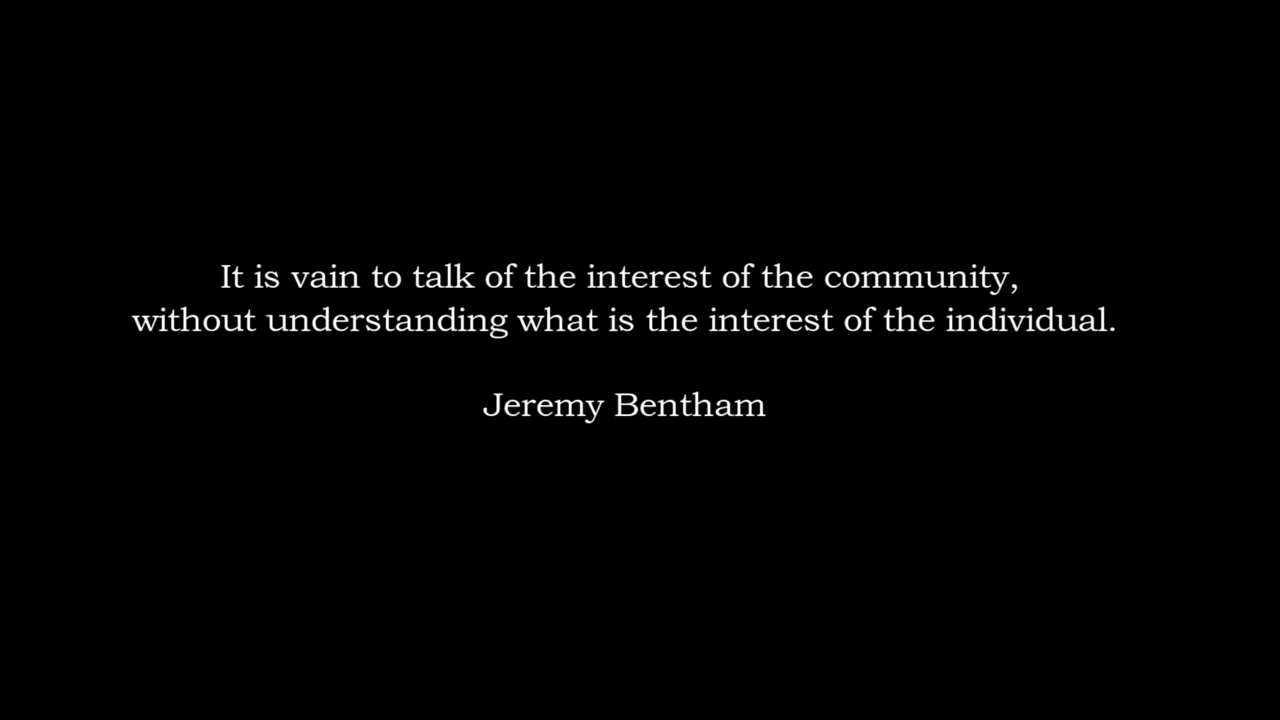 It is vain to talk of the interest of the community,
without understanding what is the interest of the individual.
Jeremy Bentham